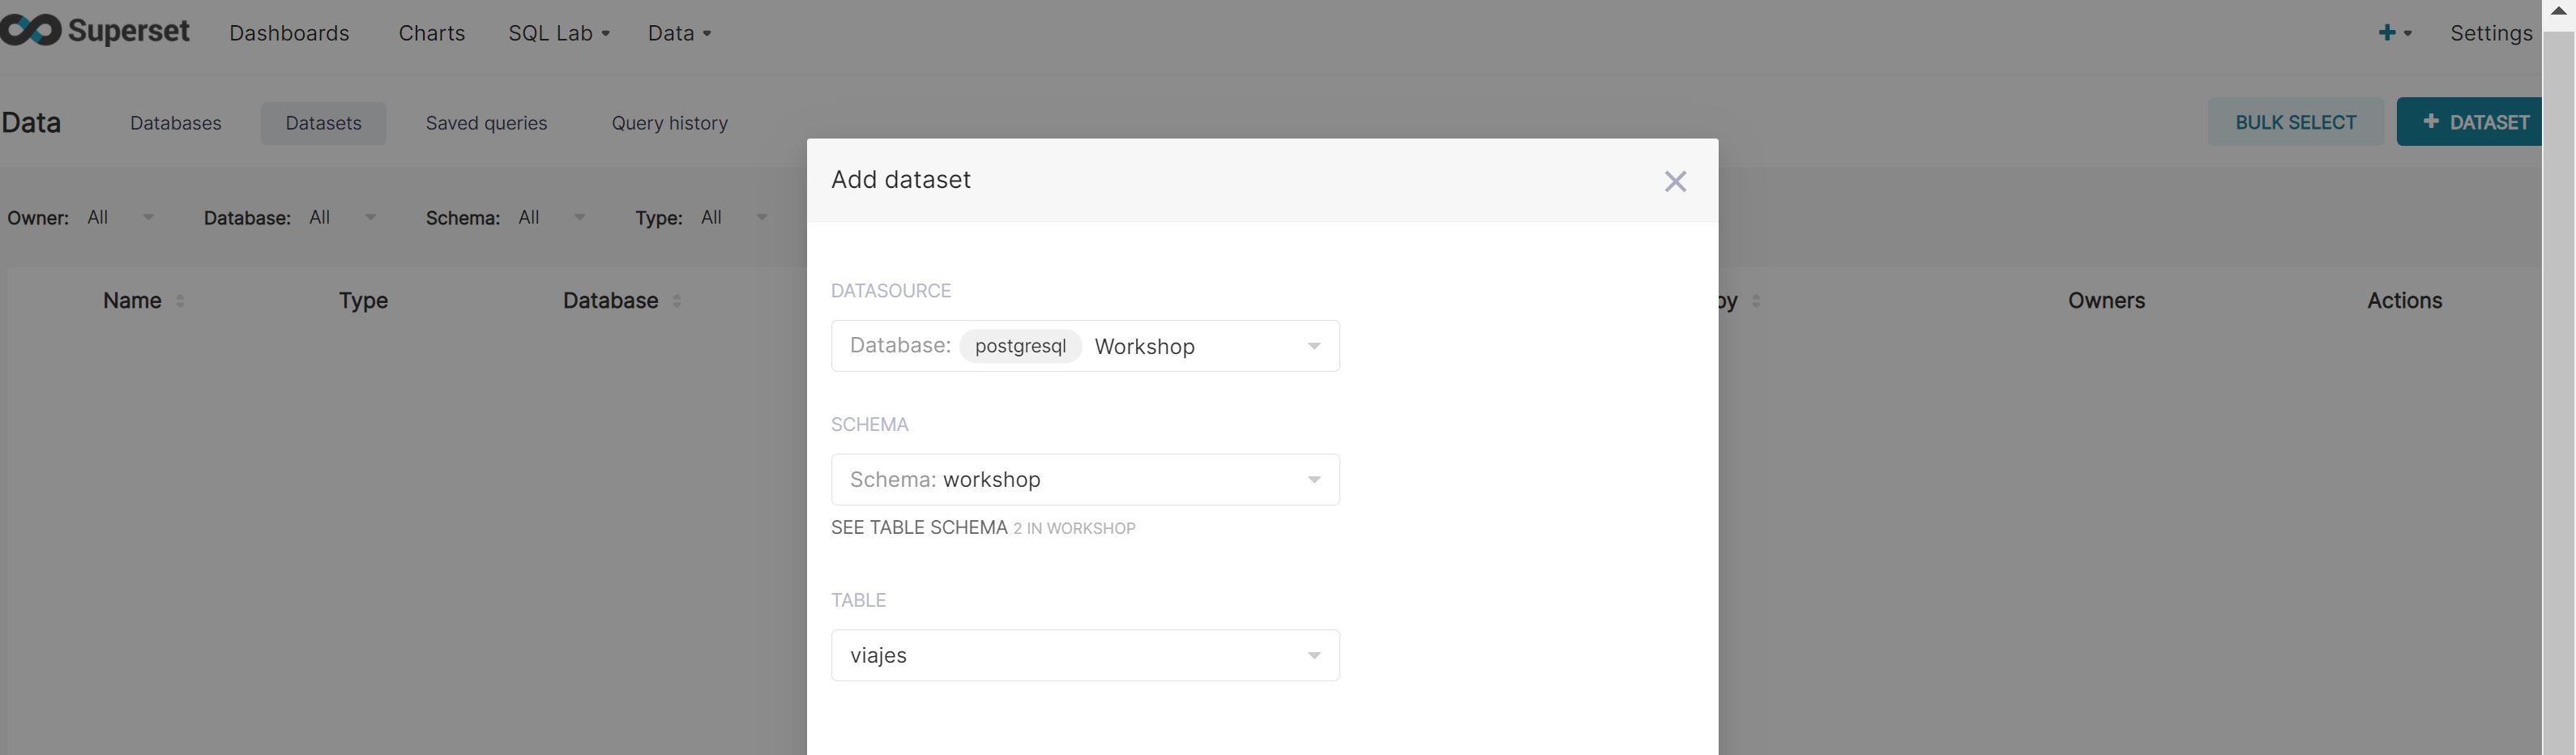 Superset Dashboards Charts SQL Lab Data Settings
Data Databases Datasets Saved queries Query history BULK SELECT + DATASET
Add dataset
Owner: All Database: All Schema: All Type: All
DATASOURCE
Name Type Database by Owners Actions
Database: postgresql Workshop
SCHEMA
Schema: workshop
SEE TABLE SCHEMA 2 IN WORKSHOP
TABLE
viajes